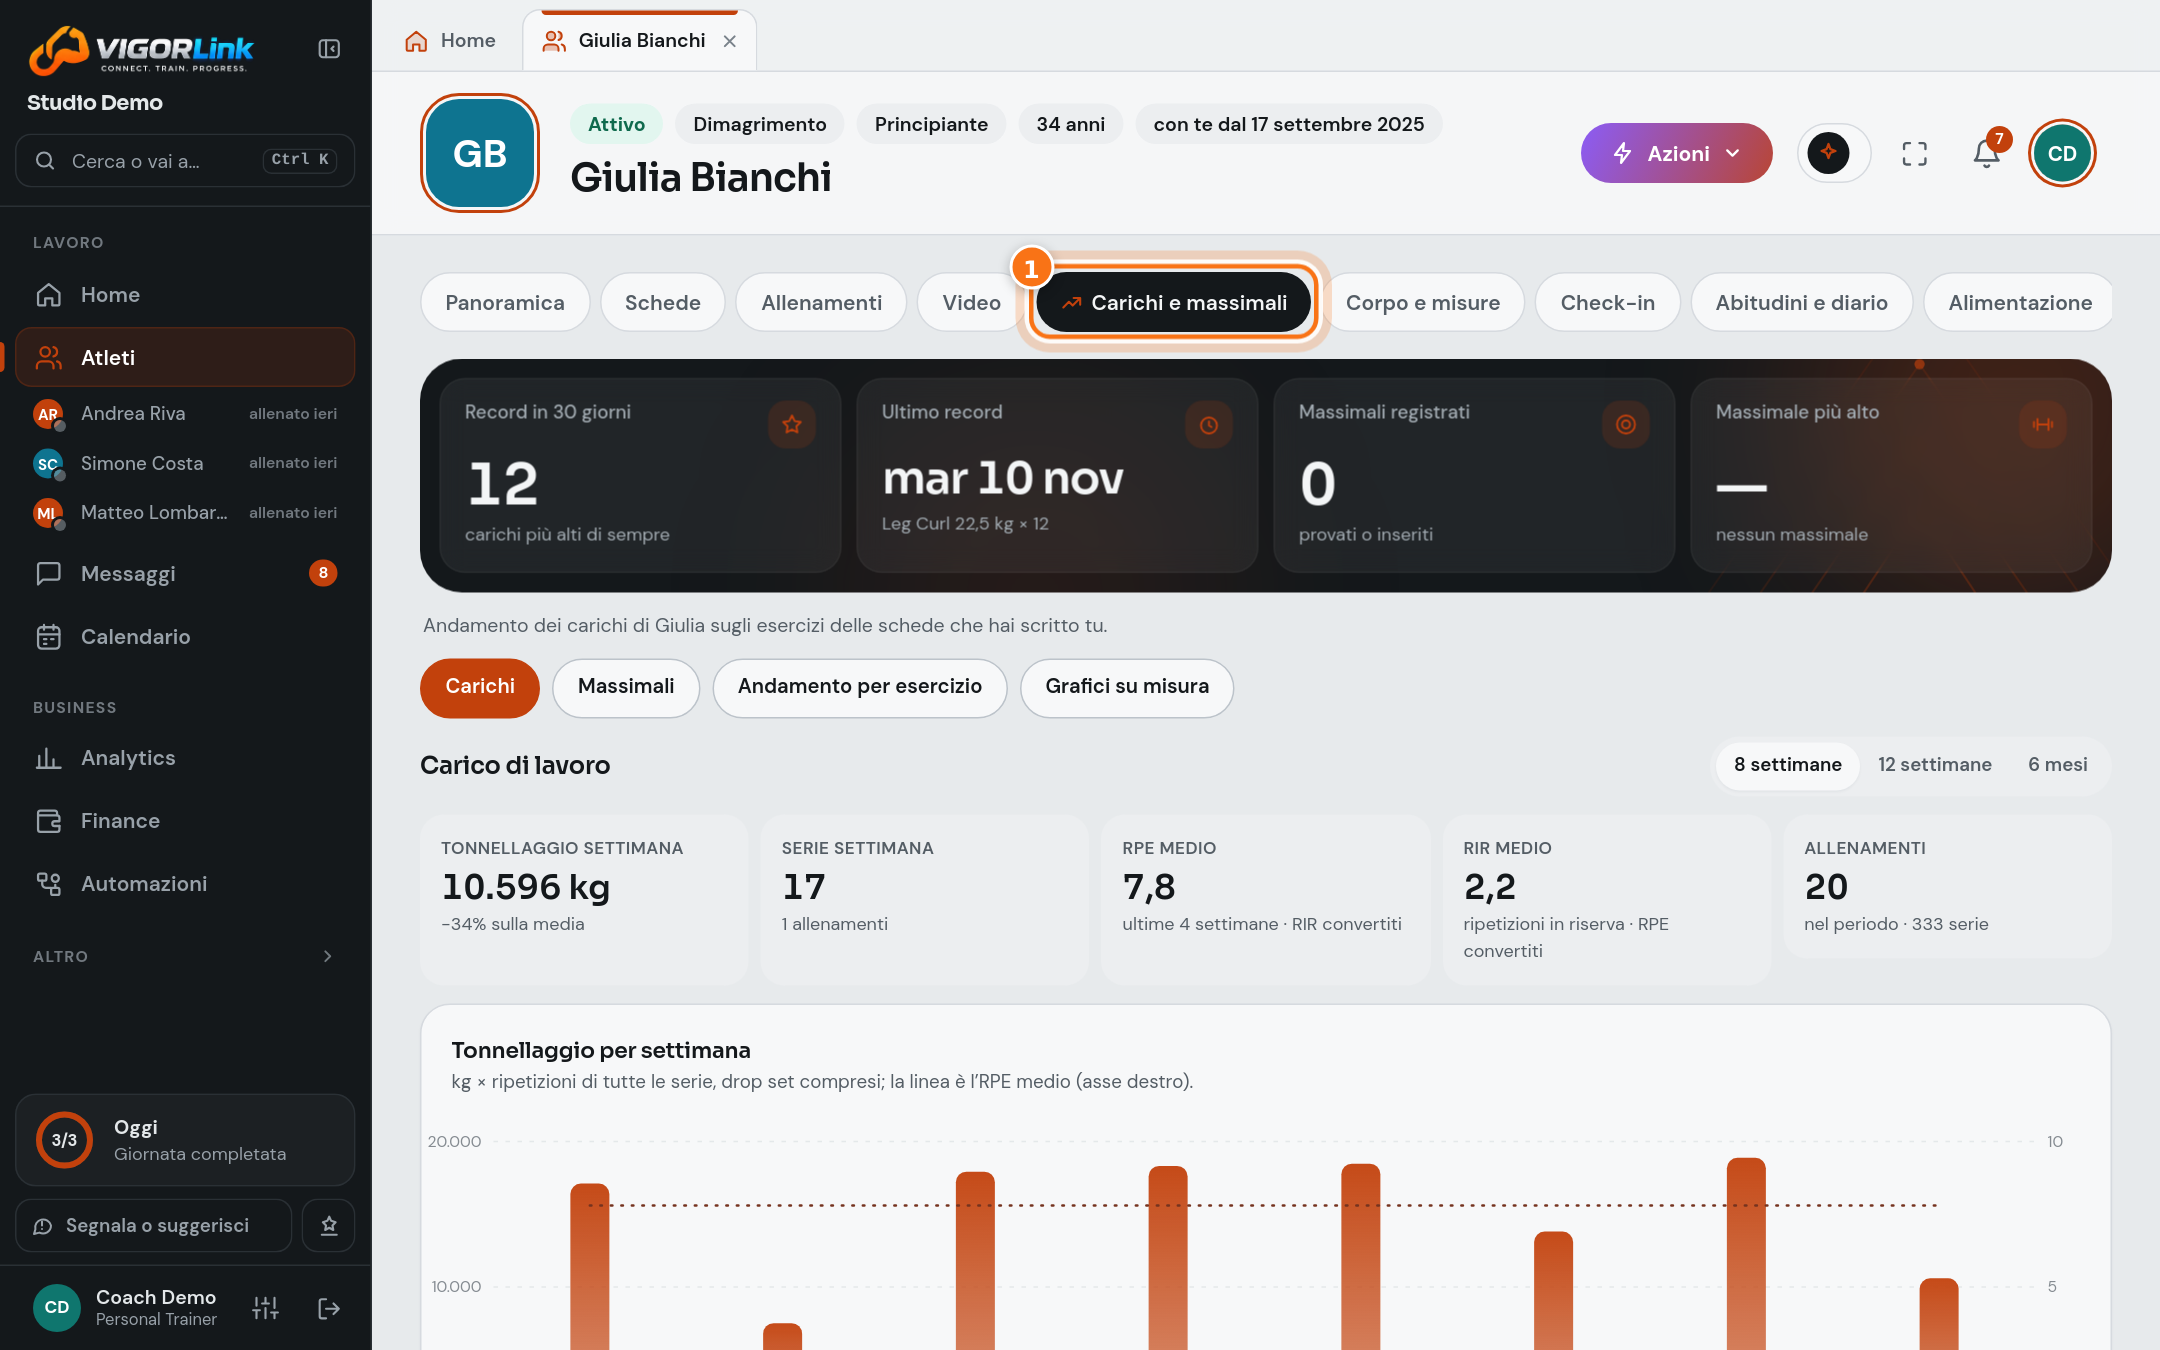 VIGORLink
CONNECT. TRAIN. PROGRESS.
Studio Demo
Cerca o vai a...
Ctrl K
LAVORO
Home
Atleti
AR Andrea Riva allenato ieri
SC Simone Costa allenato ieri
Matteo Lombar... allenato ieri
Messaggi 8
Calendario
BUSINESS
Analytics
Finance
Automazioni
ALTRO
3/3
Oggi
Giornata completata
Segnala o suggerisci
CD
Coach Demo
Personal Trainer
Home
Giulia Bianchi
GB
Attivo
Dimagrimento
Principiante
34 anni
con te dal 17 settembre 2025
Giulia Bianchi
Azioni
7
CD
1
Panoramica
Schede
Allenamenti
Video
Carichi e massimali
Corpo e misure
Check-in
Abitudini e diario
Alimentazione
Record in 30 giorni
12
carichi più alti di sempre
Ultimo record
mar 10 nov
Leg Curl 22,5 kg × 12
Massimali registrati
0
provati o inseriti
Massimale più alto
—
nessun massimale
Andamento dei carichi di Giulia sugli esercizi delle schede che hai scritto tu.
Carichi
Massimali
Andamento per esercizio
Grafici su misura
Carico di lavoro
8 settimane
12 settimane
6 mesi
TONNELLAGGIO SETTIMANA
10.596 kg
-34% sulla media
SERIE SETTIMANA
17
1 allenamenti
RPE MEDIO
7,8
ultime 4 settimane · RIR convertiti
RIR MEDIO
2,2
ripetizioni in riserva · RPE
convertiti
ALLENAMENTI
20
nel periodo · 333 serie
Tonnellaggio per settimana
kg × ripetizioni di tutte le serie, drop set compresi; la linea è l'RPE medio (asse destro).
20.000
10
10.000
5